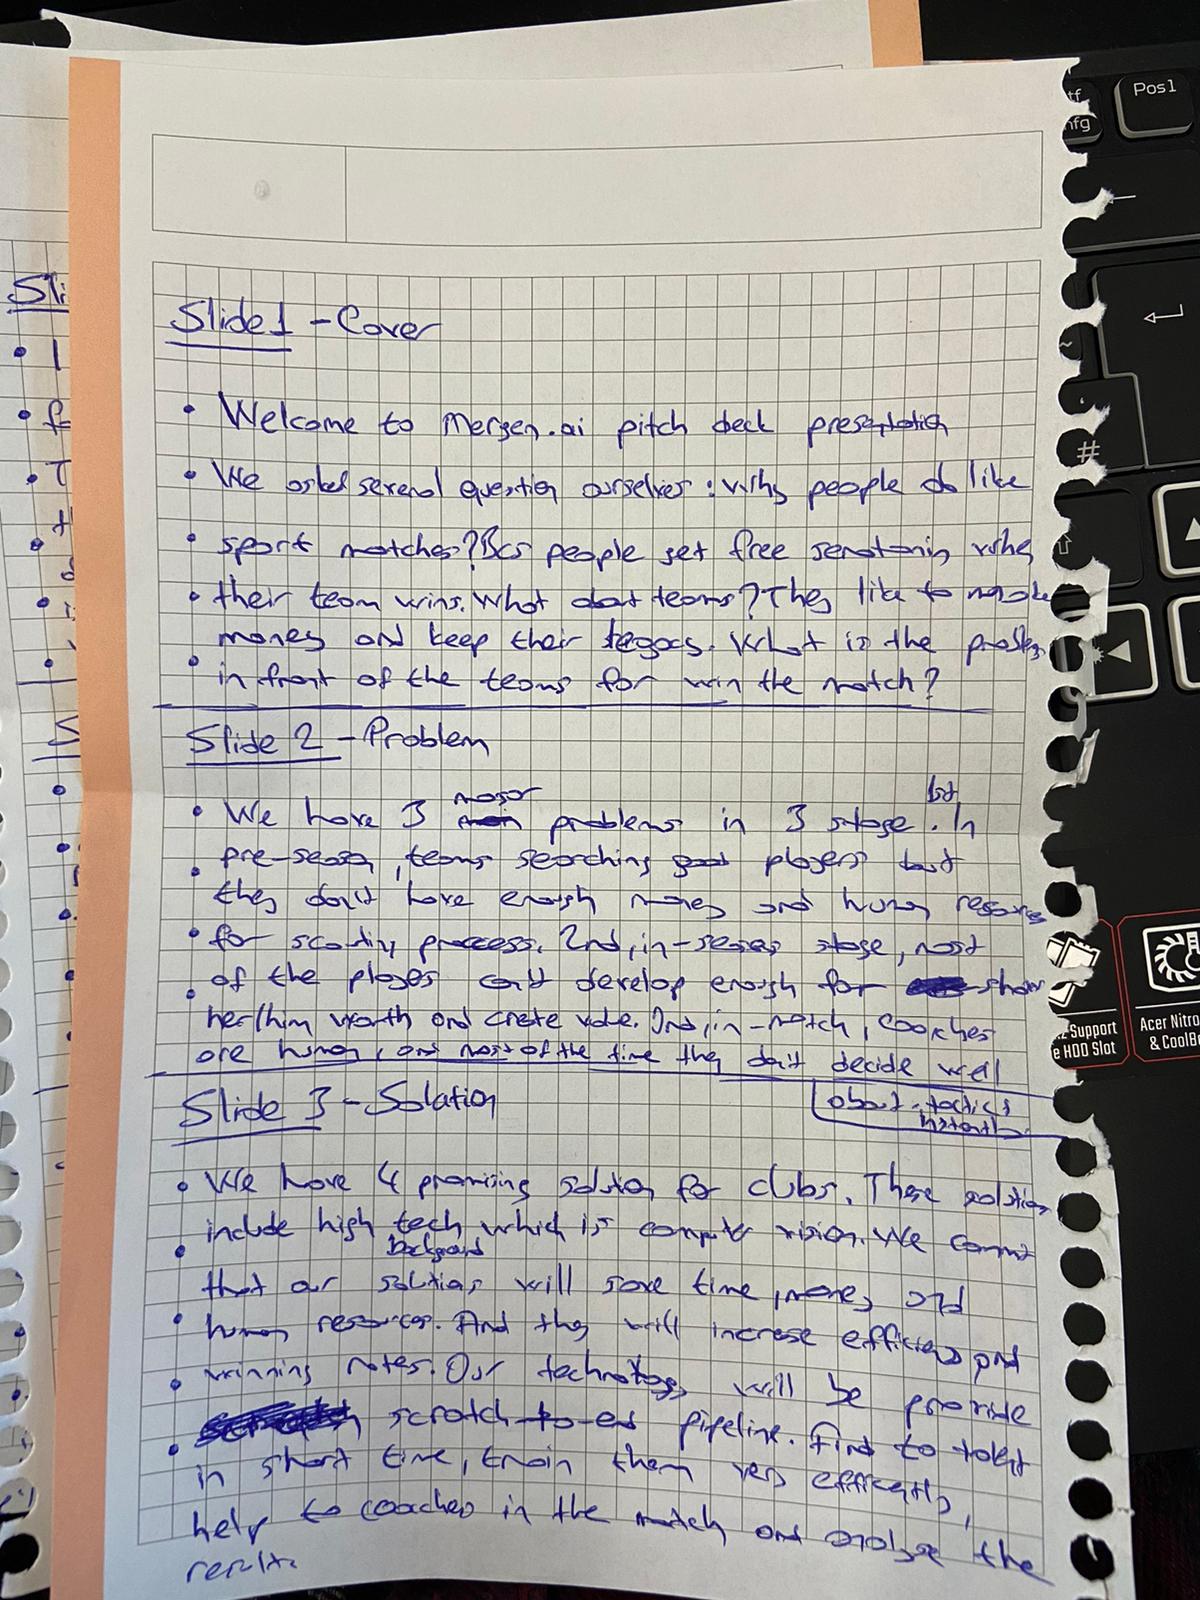 Slide 1 - Cover
• Welcome to Mergen.ai pitch deck presentation
• We asked several question ourselves: Why people do like
• sport matches? Bcs people get free serotonin when
• their team wins. What about teams? They like to make
money and keep their legacy. What is the problem
• in front of the teams for win the match?
Slide 2 - Problem
• We have 3 major problems in 3 stage. 1st, In
• pre-season, teams searching good players but
they don't have enough money and human resources
• for scouting process. 2nd, in-season stage, most
• of the players can't develop enough for show
her/him worth and create value. 3rd, in-match, coaches
are human, and most of the time they don't decide well
about tactics
instantly
Slide 3 - Solution
• We have 4 promising solution for clubs. These solution
include high tech which is computer vision. We commit
• background
that our solutions will save time, money and
• human resources. And they will increase efficiency and
• winning rates. Our technology will be provide
• scratch-to-end pipeline. Find to talent
in short time, train them very efficiently,
help to coaches in the match and analyse the
results.
Sli
Pos1
#
Support
HDD Slot
Acer Nitro
& CoolB